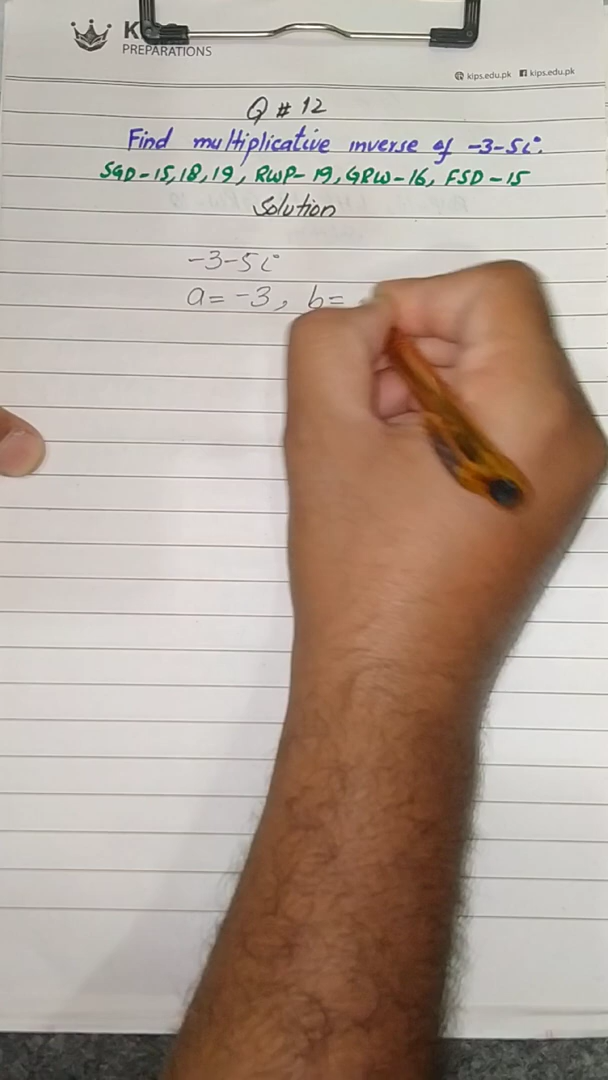 PREPARATIONS
kips.edu.pk kips.edu.pk
Q # 12
Find multiplicative inverse of -3-5i.
SGD-15,18,19, RWP-19, GRW-16, FSD-15
Solution
-3-5i
a=-3, b=